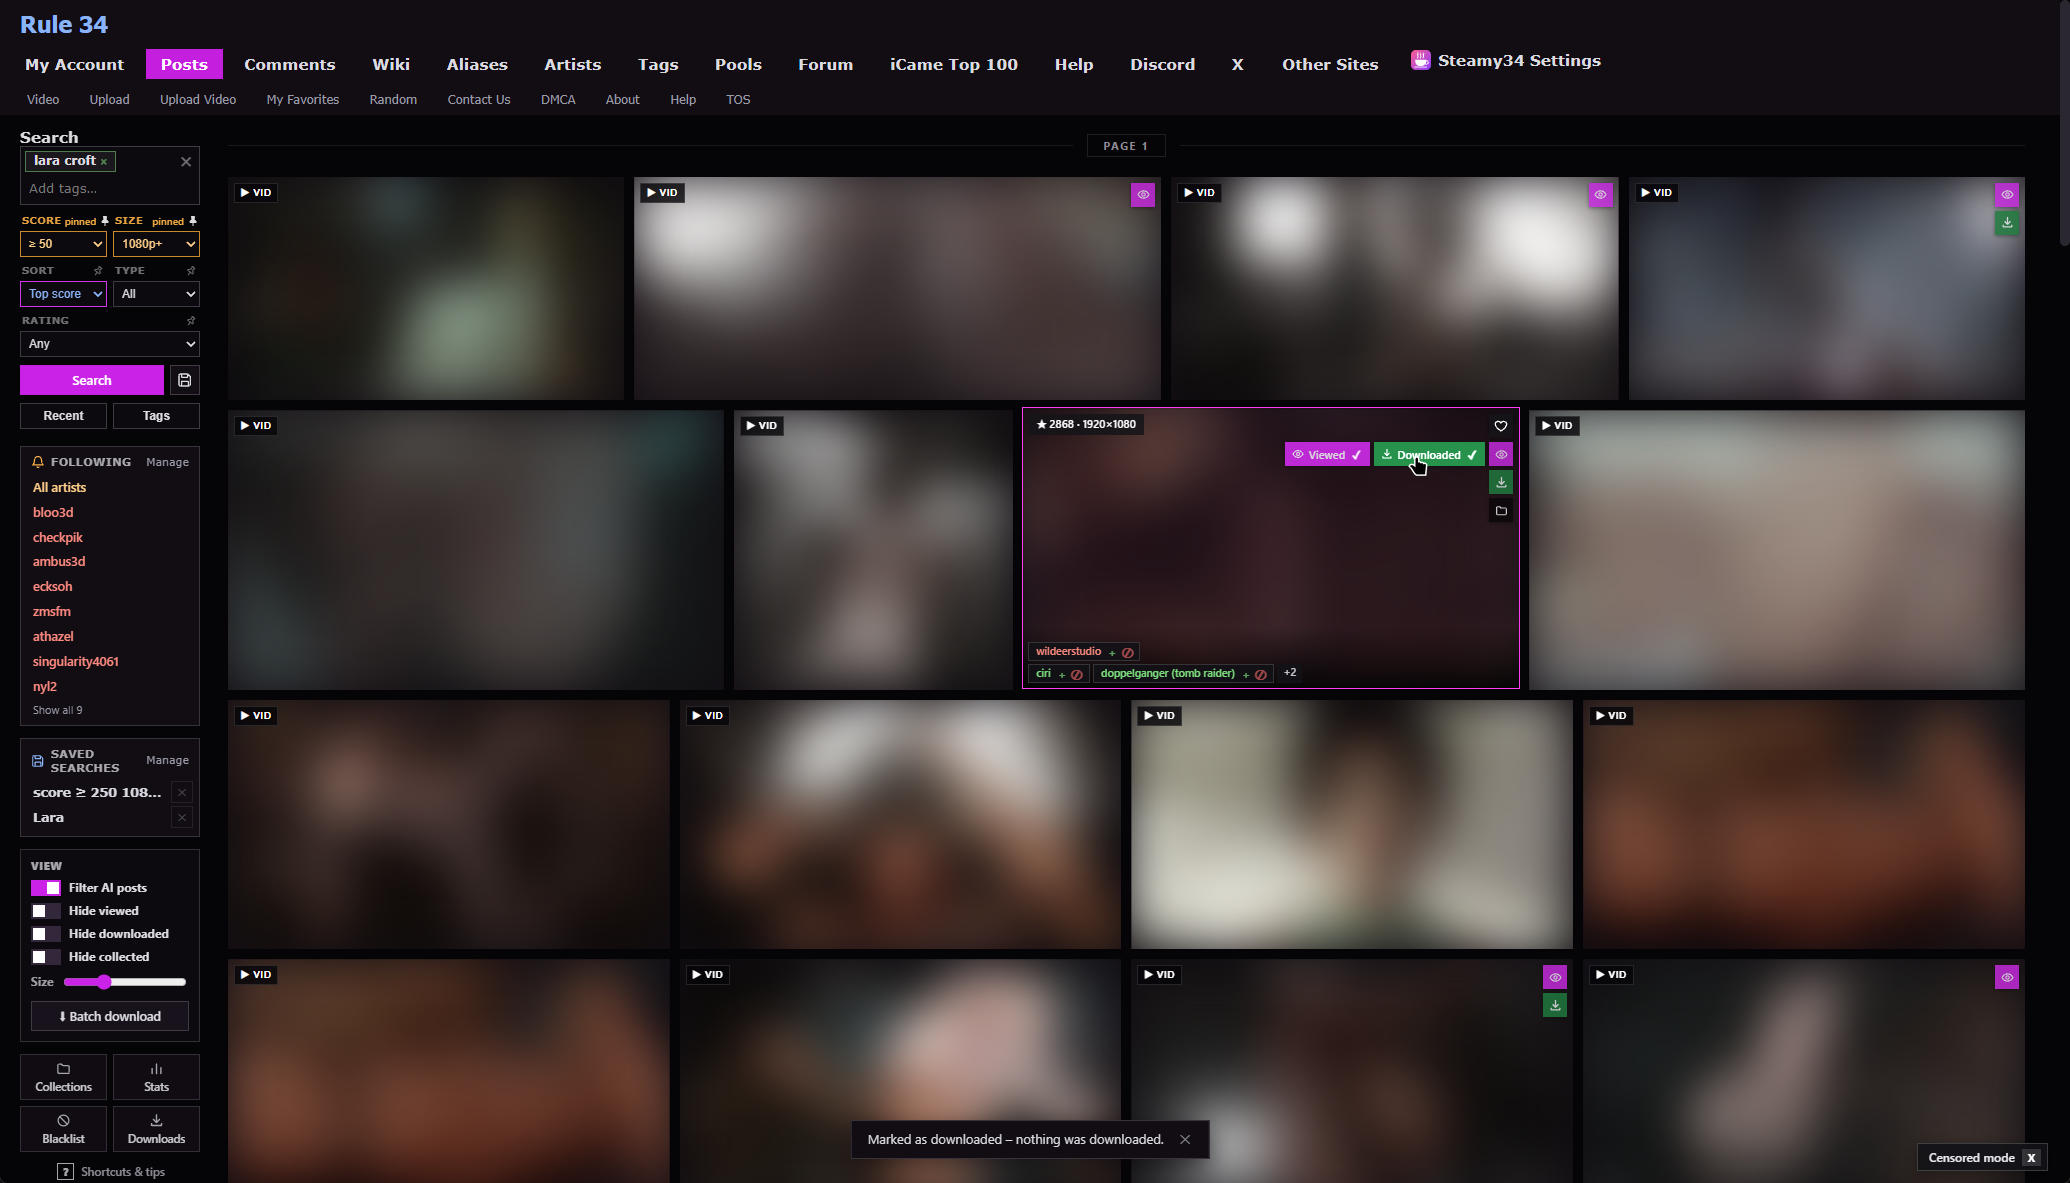 Rule 34
My Account Posts Comments Wiki Aliases Artists Tags Pools Forum iCame Top 100 Help Discord X Other Sites Steamy34 Settings
Video Upload Upload Video My Favorites Random Contact Us DMCA About Help TOS
Search
lara croft ×
Add tags...
SCORE pinned SIZE pinned
≥ 50 1080p+
SORT TYPE
Top score All
RATING
Any
Search
Recent Tags
FOLLOWING Manage
All artists
bloo3d
checkpik
ambus3d
ecksoh
zmsfm
athazel
singularity4061
nyl2
Show all 9
SAVED SEARCHES Manage
score ≥ 250 108...
Lara
VIEW
Filter AI posts
Hide viewed
Hide downloaded
Hide collected
Size
Batch download
Collections Stats
Blacklist Downloads
? Shortcuts & tips
PAGE 1
VID VID VID VID
VID VID ★ 2868 · 1920×1080 VID
Viewed ✓ Downloaded ✓
wildeerstudio +
ciri + doppelganger (tomb raider) + +2
VID VID VID VID
VID VID VID VID
Marked as downloaded – nothing was downloaded.
Censored mode X